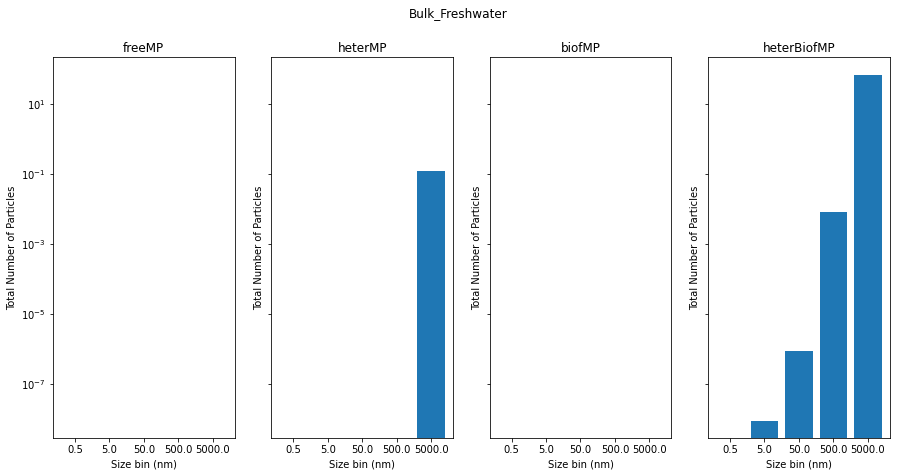 Bulk_Freshwater
freeMP
heterMP
biofMP
heterBiofMP
Total Number of Particles
10^1
10^-1
10^-3
10^-5
10^-7
0.5 5.0 50.0 500.0 5000.0
Size bin (nm)
Total Number of Particles
0.5 5.0 50.0 500.0 5000.0
Size bin (nm)
Total Number of Particles
0.5 5.0 50.0 500.0 5000.0
Size bin (nm)
Total Number of Particles
0.5 5.0 50.0 500.0 5000.0
Size bin (nm)